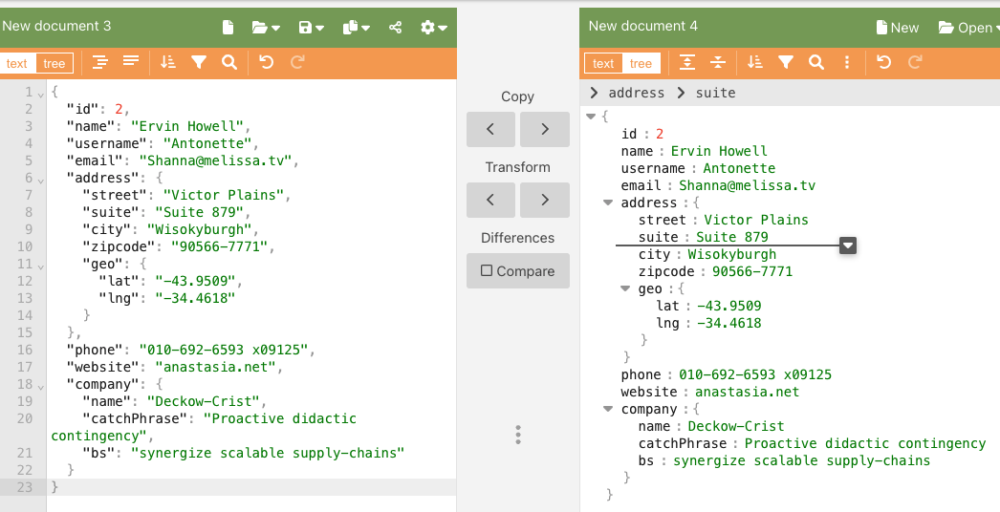 New document 3
text tree
1 {
2 "id": 2,
3 "name": "Ervin Howell",
4 "username": "Antonette",
5 "email": "Shanna@melissa.tv",
6 "address": {
7 "street": "Victor Plains",
8 "suite": "Suite 879",
9 "city": "Wisokyburgh",
10 "zipcode": "90566-7771",
11 "geo": {
12 "lat": "-43.9509",
13 "lng": "-34.4618"
14 }
15 },
16 "phone": "010-692-6593 x09125",
17 "website": "anastasia.net",
18 "company": {
19 "name": "Deckow-Crist",
20 "catchPhrase": "Proactive didactic
contingency",
21 "bs": "synergize scalable supply-chains"
22 }
23 }
Copy
< >
Transform
< >
Differences
Compare
New document 4 New Open
text tree
> address > suite
{
id : 2
name : Ervin Howell
username : Antonette
email : Shanna@melissa.tv
address : {
street : Victor Plains
suite : Suite 879
city : Wisokyburgh
zipcode : 90566-7771
geo : {
lat : -43.9509
lng : -34.4618
}
}
phone : 010-692-6593 x09125
website : anastasia.net
company : {
name : Deckow-Crist
catchPhrase : Proactive didactic contingency
bs : synergize scalable supply-chains
}
}